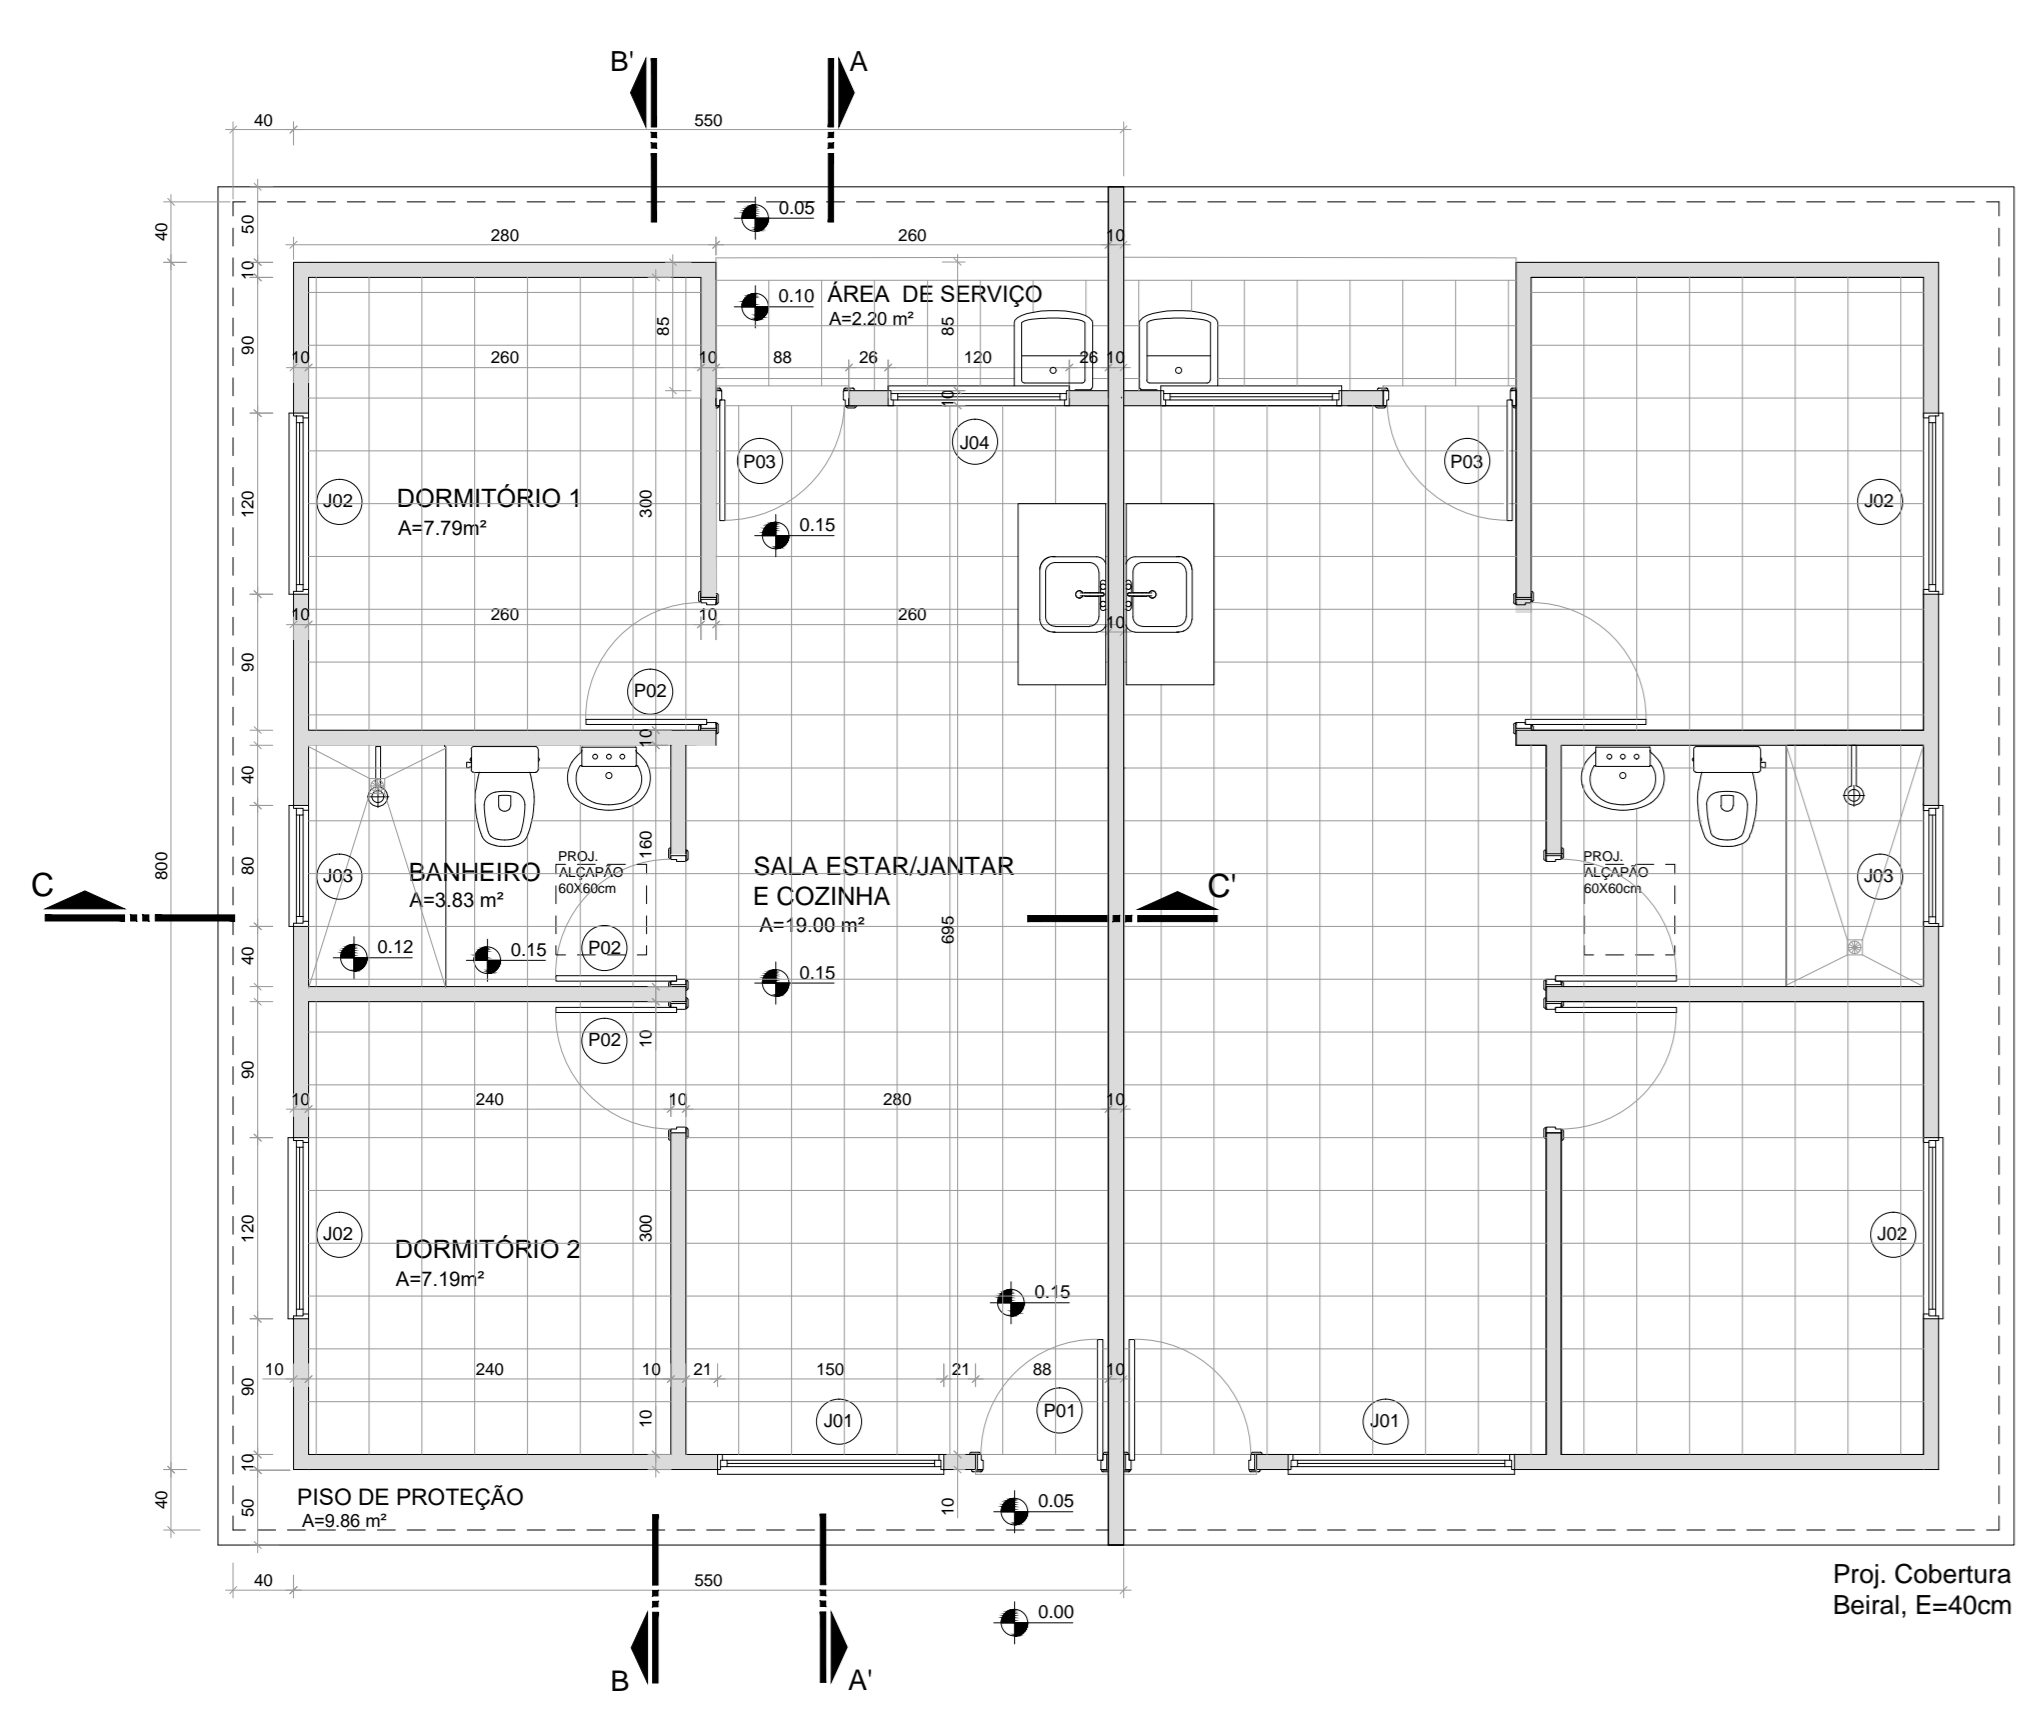 B'
A
40
550
0.05
40
50
280
260
10
10
0.10
ÁREA DE SERVIÇO
A=2.20 m²
85
85
90
10
260
10
88
26
120
26
10
10
J04
P03
P03
J02
DORMITÓRIO 1
A=7.79m²
120
300
0.15
J02
10
260
10
260
10
90
P02
10
40
800
80
J03
BANHEIRO
A=3.83 m²
PROJ.
ALÇAPÃO
60X60cm
160
SALA ESTAR/JANTAR
E COZINHA
A=19.00 m²
695
PROJ.
ALÇAPÃO
60X60cm
J03
C
C'
40
0.12
0.15
P02
0.15
P02
10
90
10
240
10
280
10
120
J02
DORMITÓRIO 2
A=7.19m²
300
J02
0.15
10
240
10
21
150
21
88
10
90
10
J01
P01
J01
10
40
50
PISO DE PROTEÇÃO
A=9.86 m²
10
0.05
40
550
0.00
Proj. Cobertura
Beiral, E=40cm
B
A'